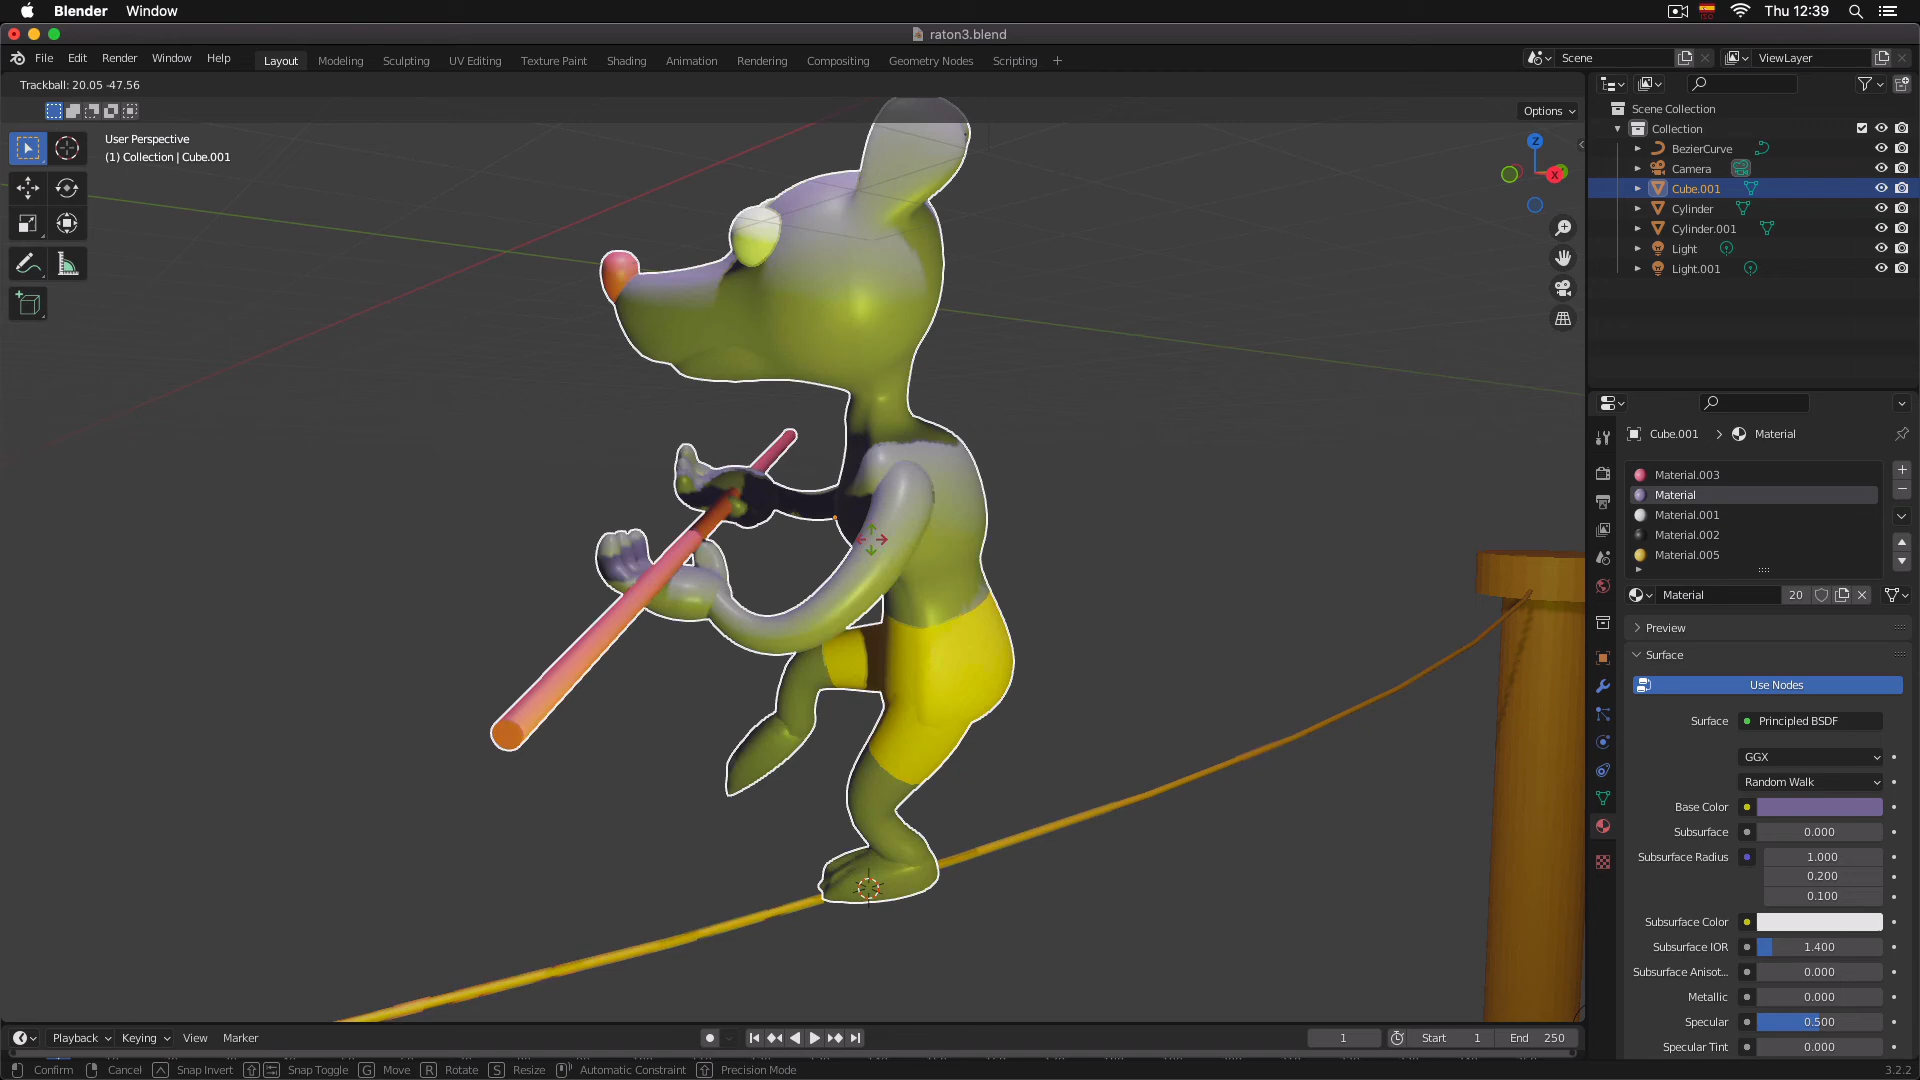 Blender Window Thu 12:39
ISO
raton3.blend
File Edit Render Window Help Layout Modeling Sculpting UV Editing Texture Paint Shading Animation Rendering Compositing Geometry Nodes Scripting + Scene ViewLayer
Trackball: 20.05 -47.56
Options
User Perspective
(1) Collection | Cube.001
Z
X
Scene Collection
Collection
BezierCurve
Camera
Cube.001
Cylinder
Cylinder.001
Light
Light.001
Cube.001 > Material
Material.003
Material
Material.001
Material.002
Material.005
Material 20
Preview
Surface
Use Nodes
Surface Principled BSDF
GGX
Random Walk
Base Color
Subsurface 0.000
Subsurface Radius 1.000
0.200
0.100
Subsurface Color
Subsurface IOR 1.400
Subsurface Anisot... 0.000
Metallic 0.000
Specular 0.500
Specular Tint 0.000
Playback Keying View Marker 1 Start 1 End 250
Confirm Cancel Snap Invert Snap Toggle G Move R Rotate S Resize Automatic Constraint Precision Mode 3.2.2